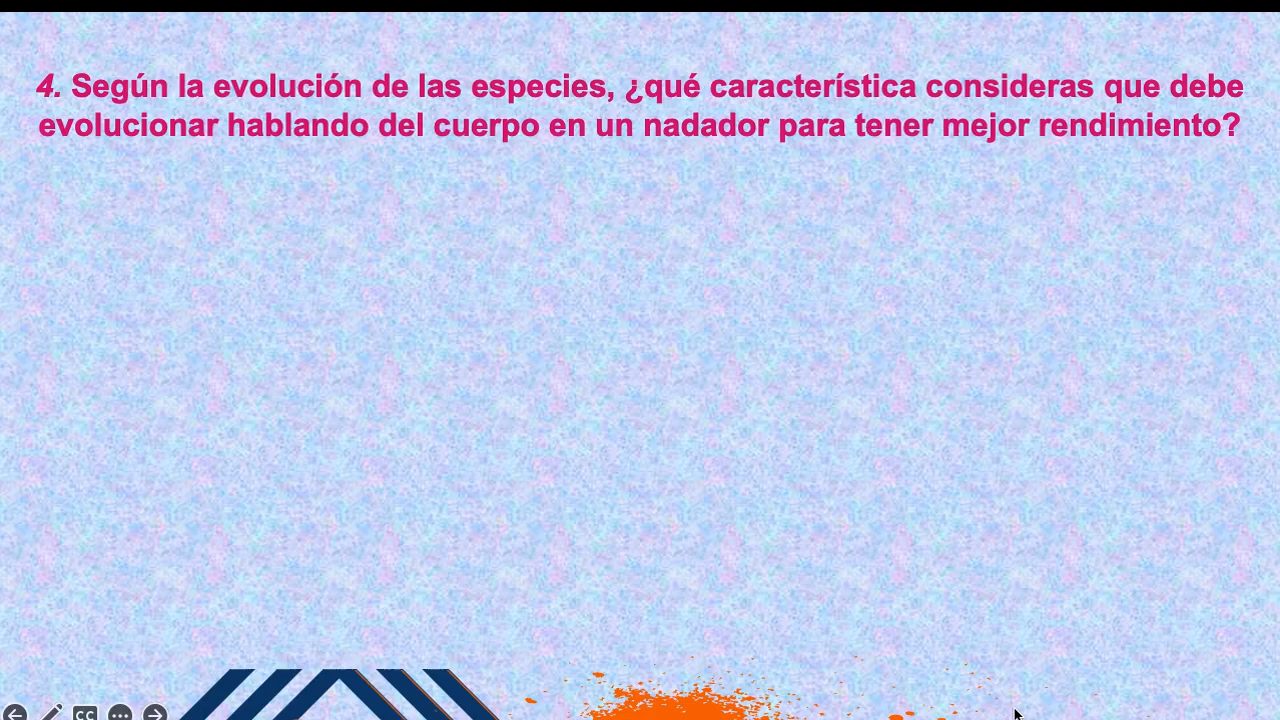 4. Según la evolución de las especies, ¿qué característica consideras que debe
evolucionar hablando del cuerpo en un nadador para tener mejor rendimiento?
CC